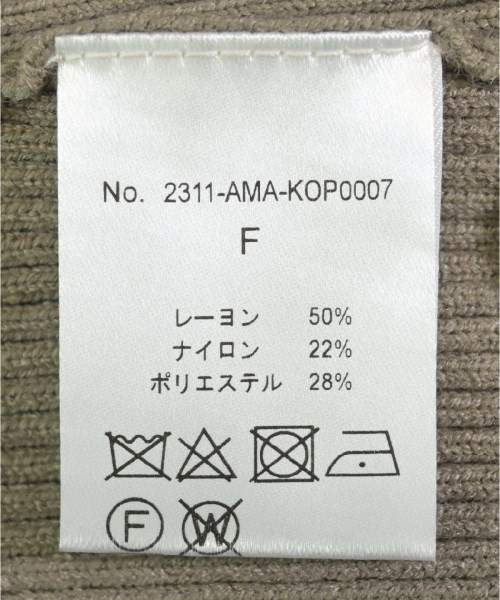 No. 2311-AMA-KOP0007
F
レーヨン 50%
ナイロン 22%
ポリエステル 28%
F W